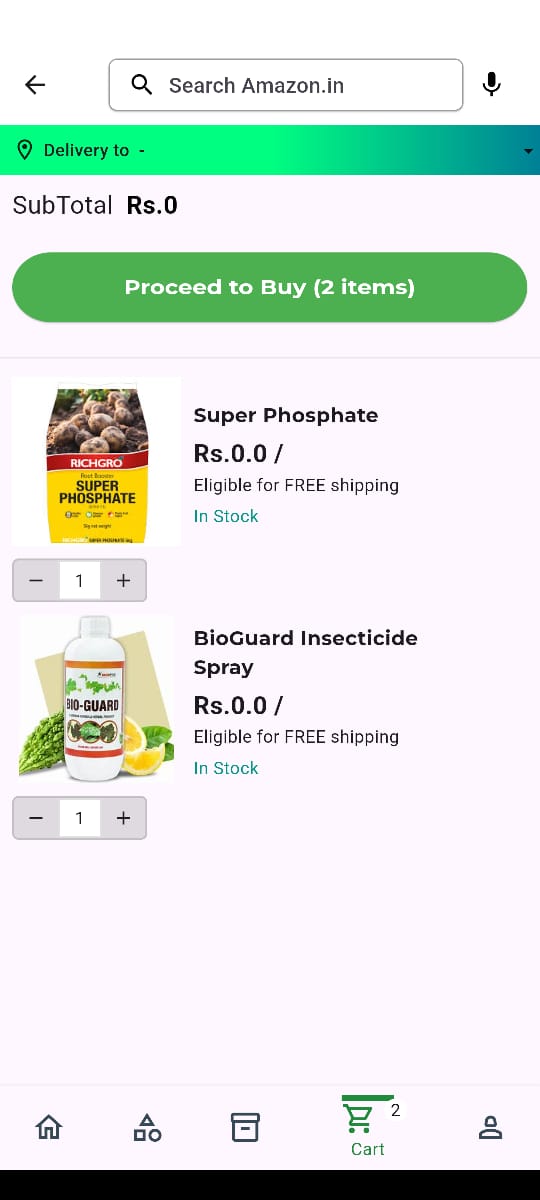 Search Amazon.in
Delivery to -
SubTotal Rs.0
Proceed to Buy (2 items)
RICHGRO
Root Booster
SUPER
PHOSPHATE
Super Phosphate
Rs.0.0 /
Eligible for FREE shipping
In Stock
− 1 +
BIO-GUARD
BioGuard Insecticide
Spray
Rs.0.0 /
Eligible for FREE shipping
In Stock
− 1 +
2
Cart